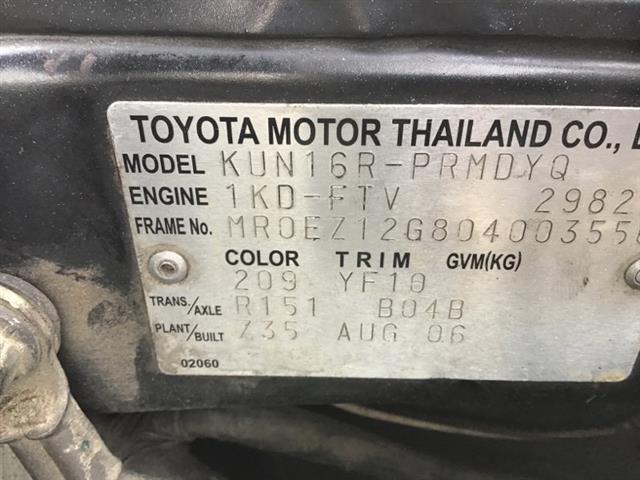 TOYOTA MOTOR THAILAND CO.,
MODEL KUN16R-PRMDYQ
ENGINE 1KD-FTV 2982
FRAME No. MR0EZ12G80400355
COLOR TRIM GVM(KG)
209 YF10
TRANS./AXLE R151 B04B
PLANT/BUILT Z35 AUG 06
02060